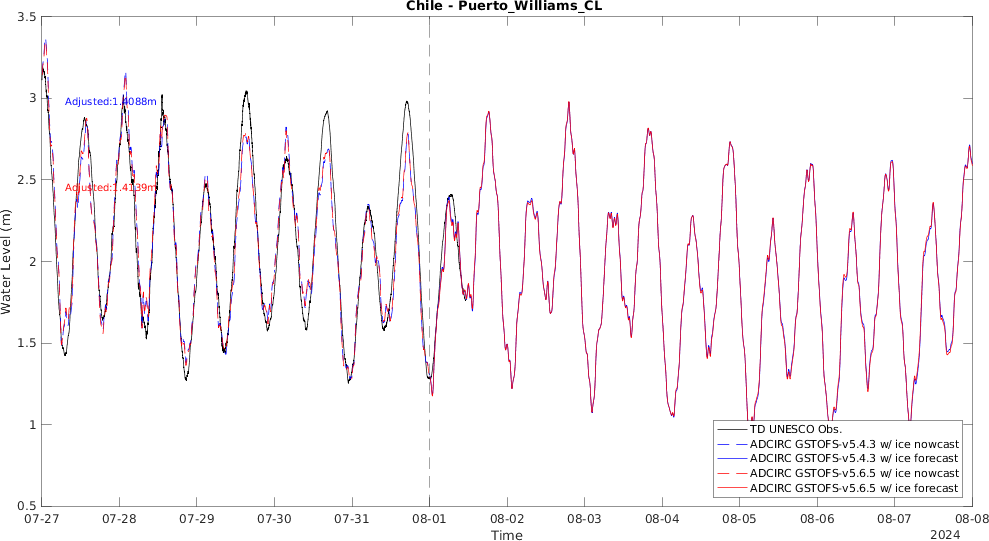 Chile - Puerto_Williams_CL
3.5
3
2.5
2
1.5
1
0.5
Water Level (m)
Adjusted:1.4088m
Adjusted:1.4139m
TD UNESCO Obs.
ADCIRC GSTOFS-v5.4.3 w/ ice nowcast
ADCIRC GSTOFS-v5.4.3 w/ ice forecast
ADCIRC GSTOFS-v5.6.5 w/ ice nowcast
ADCIRC GSTOFS-v5.6.5 w/ ice forecast
07-27 07-28 07-29 07-30 07-31 08-01 08-02 08-03 08-04 08-05 08-06 08-07 08-08
Time
2024